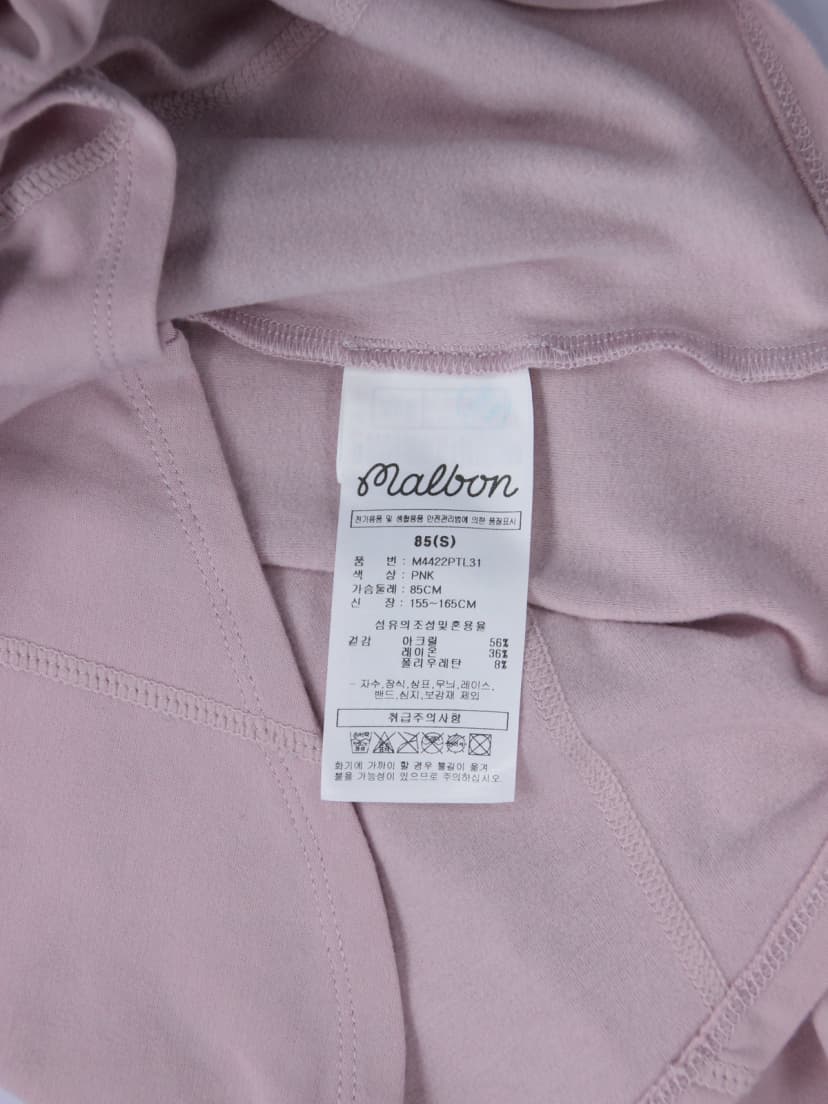 malbon
전기용품 및 생활용품 안전관리법에 의한 품질표시
85(S)
품 번 : M4422PTL31
색 상 : PNK
가슴둘레 : 85CM
신 장 : 155~165CM
섬유의조성및혼용율
겉감 아크릴 56%
레이온 36%
폴리우레탄 8%
- 자수,장식,상표,무늬,레이스,
밴드,심지,보강재 제외
취급주의사항
화기에 가까이 할 경우 불길이 옮겨
붙을 가능성이 있으므로 주의하십시오.